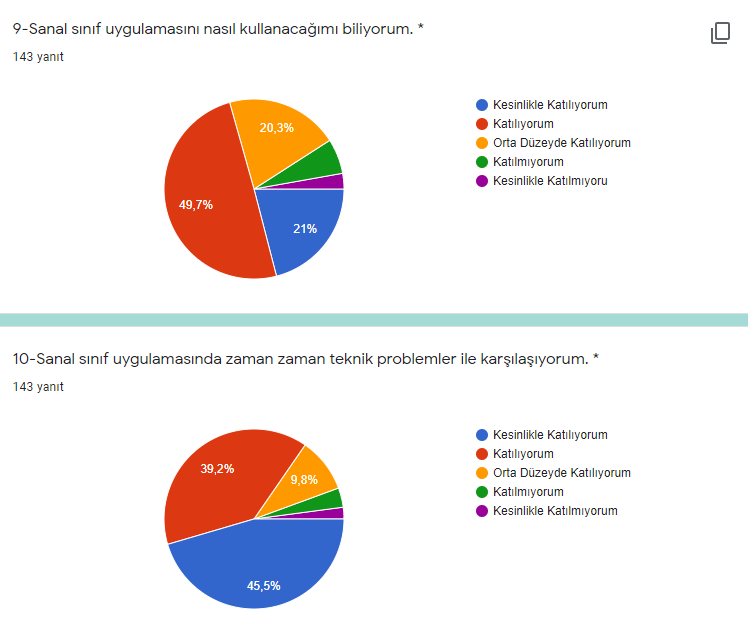 9-Sanal sınıf uygulamasını nasıl kullanacağımı biliyorum. *
143 yanıt
Kesinlikle Katılıyorum
Katılıyorum
Orta Düzeyde Katılıyorum
Katılmıyorum
Kesinlikle Katılmıyoru
20,3%
49,7%
21%
10-Sanal sınıf uygulamasında zaman zaman teknik problemler ile karşılaşıyorum. *
143 yanıt
Kesinlikle Katılıyorum
Katılıyorum
Orta Düzeyde Katılıyorum
Katılmıyorum
Kesinlikle Katılmıyorum
39,2%
9,8%
45,5%